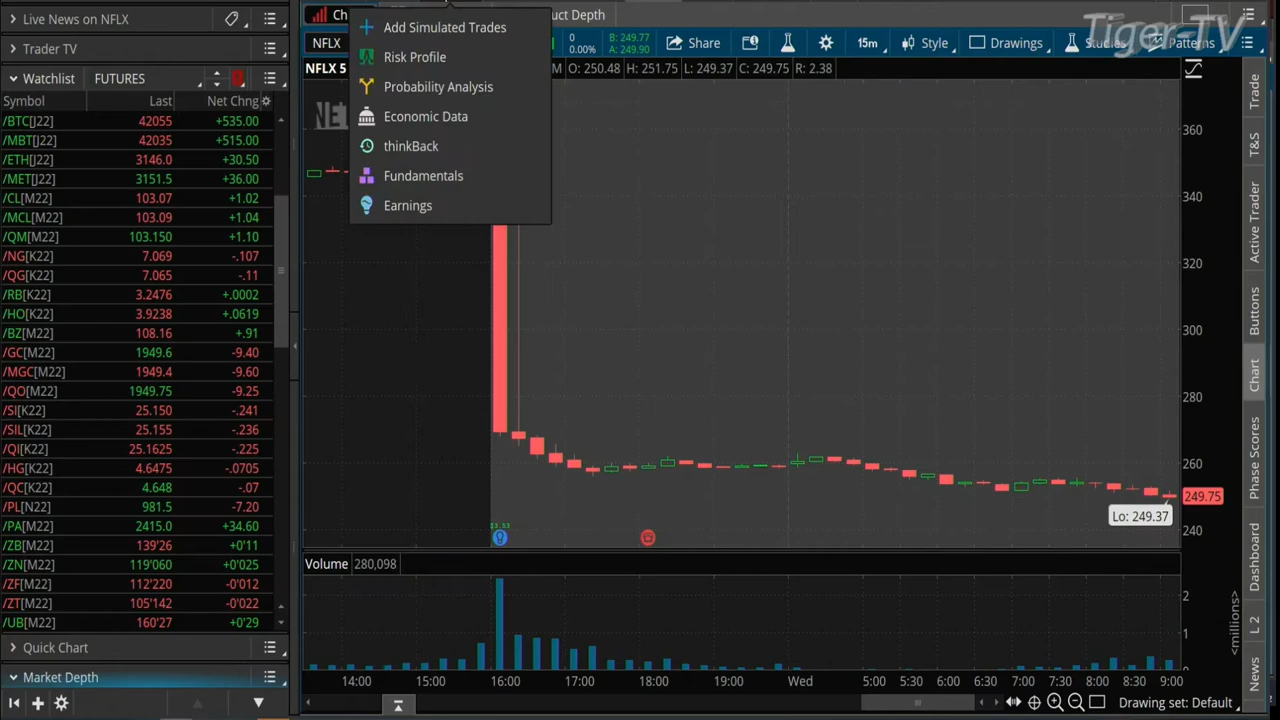 Live News on NFLX
Trader TV
Watchlist FUTURES
Symbol Last Net Chng
/BTC[J22] 42055 +535.00
/MBT[J22] 42035 +515.00
/ETH[J22] 3146.0 +30.50
/MET[J22] 3151.5 +36.00
/CL[M22] 103.07 +1.02
/MCL[M22] 103.09 +1.04
/QM[M22] 103.150 +1.10
/NG[K22] 7.069 -.107
/QG[K22] 7.065 -.11
/RB[K22] 3.2476 +.0002
/HO[K22] 3.9238 +.0619
/BZ[M22] 108.16 +.91
/GC[M22] 1949.6 -9.40
/MGC[M22] 1949.4 -9.60
/QO[M22] 1949.75 -9.25
/SI[K22] 25.150 -.241
/SIL[K22] 25.155 -.236
/QI[K22] 25.1625 -.225
/HG[K22] 4.6475 -.0705
/QC[K22] 4.648 -.07
/PL[N22] 981.5 -7.20
/PA[M22] 2415.0 +34.60
/ZB[M22] 139'26 +0'11
/ZN[M22] 119'060 +0'025
/ZF[M22] 112'220 -0'012
/ZT[M22] 105'142 -0'022
/UB[M22] 160'27 +0'29
Quick Chart
Market Depth
Ch
uct Depth
Add Simulated Trades
Risk Profile
Probability Analysis
Economic Data
thinkBack
Fundamentals
Earnings
Tiger-TV
NFLX
0
0.00%
B: 249.77
A: 249.90
Share
15m
Style
Drawings
Studies
Patterns
NFLX 5
M O: 250.48 H: 251.75 L: 249.37 C: 249.75 R: 2.38
NE
360
340
320
300
280
260
249.75
Lo: 249.37
240
3.53
Volume 280,098
2
1
0
<millions>
14:00 15:00 16:00 17:00 18:00 19:00 Wed 5:00 5:30 6:00 6:30 7:00 7:30 8:00 8:30 9:00
Drawing set: Default
Trade
T&S
Active Trader
Buttons
Chart
Phase Scores
Dashboard
L 2
News